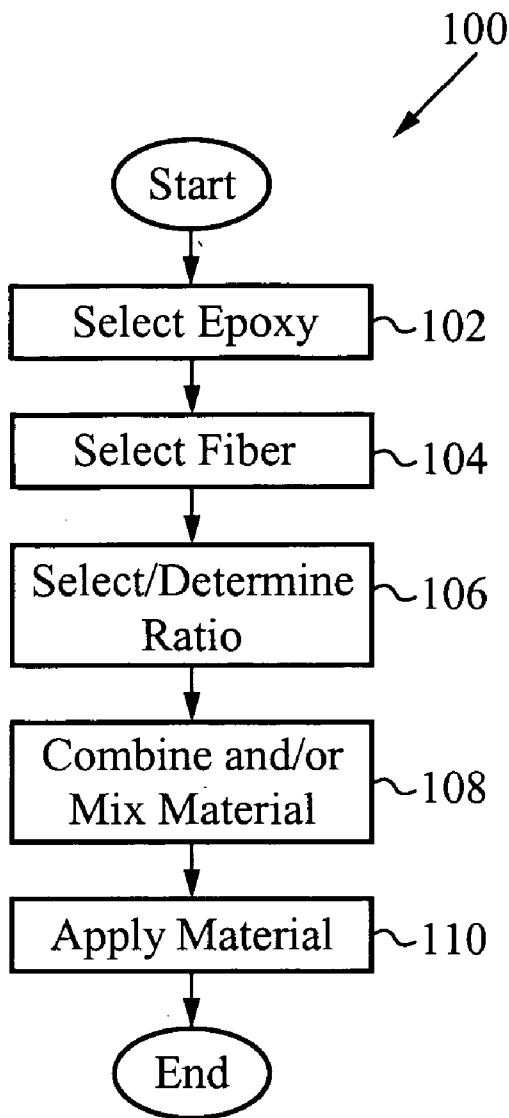 100
Start
Select Epoxy
102
Select Fiber
104
Select/Determine
Ratio
106
Combine and/or
Mix Material
108
Apply Material
110
End